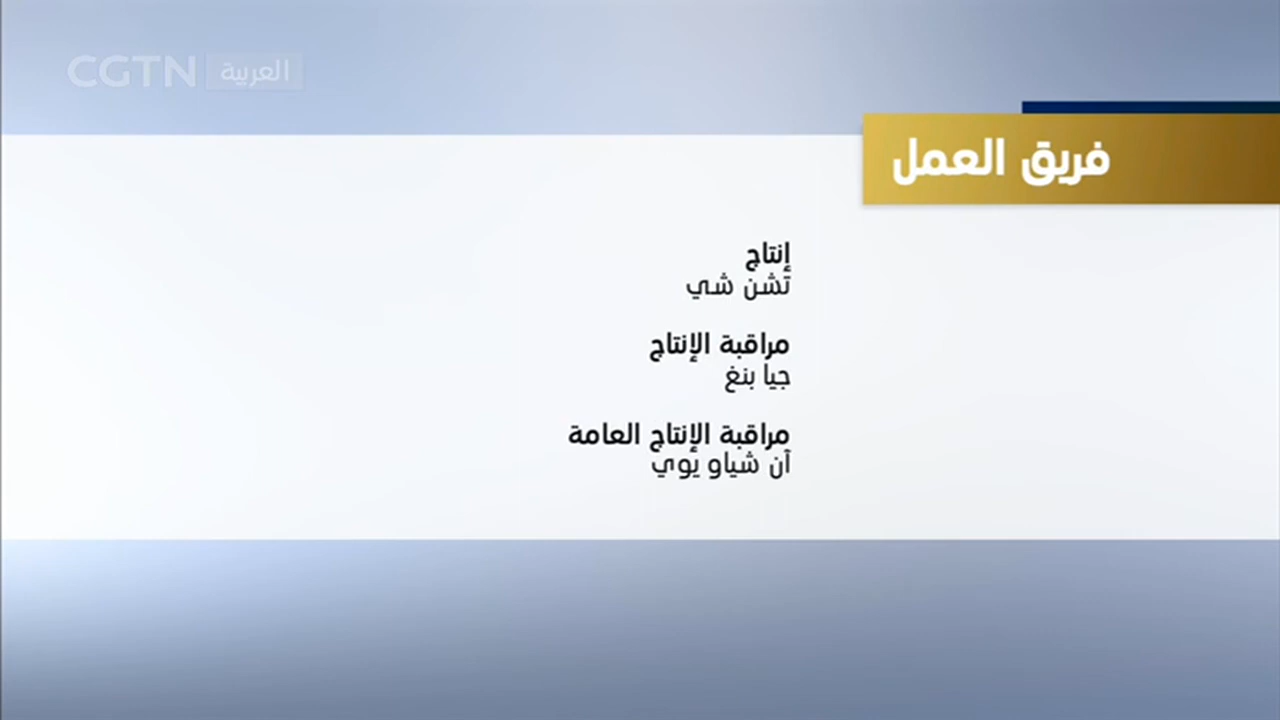 CGTN العربية
فريق العمل
إنتاج
تشن شي
مراقبة الإنتاج
جيا بنغ
مراقبة الإنتاج العامة
آن شياو يوي